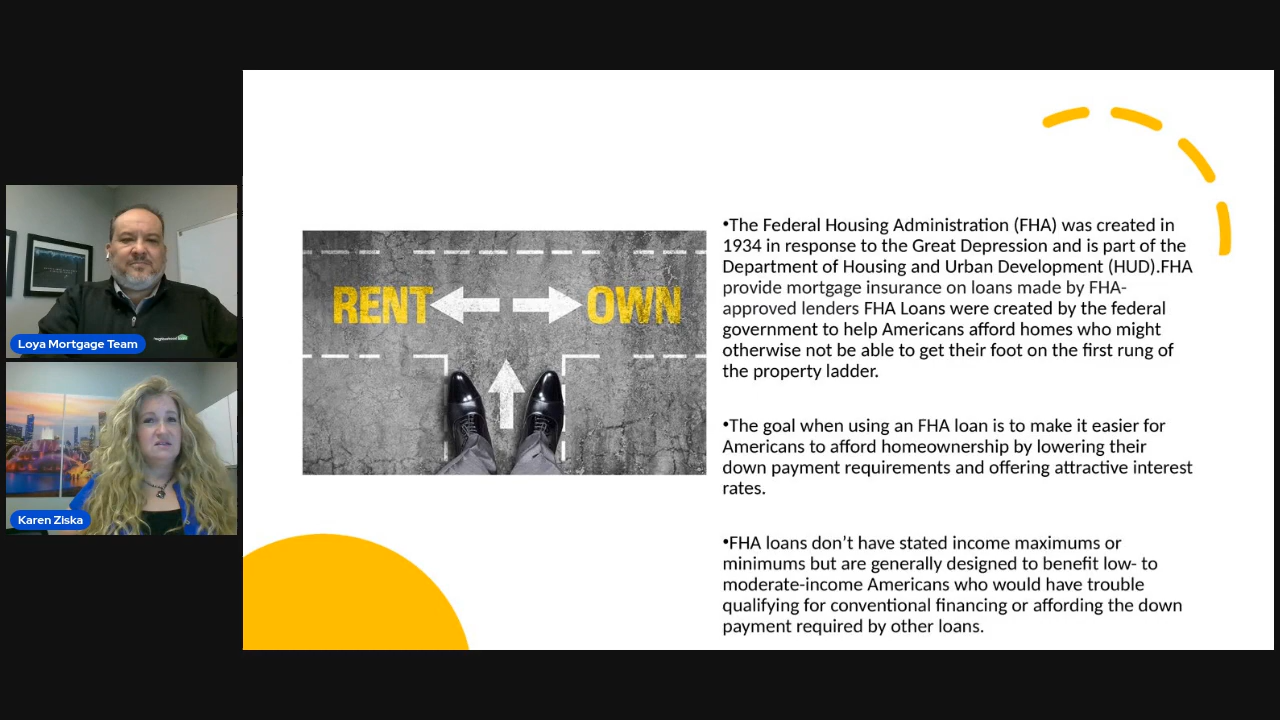 Loya Mortgage Team
Karen Ziska
RENT OWN
•The Federal Housing Administration (FHA) was created in
1934 in response to the Great Depression and is part of the
Department of Housing and Urban Development (HUD).FHA
provide mortgage insurance on loans made by FHA-
approved lenders FHA Loans were created by the federal
government to help Americans afford homes who might
otherwise not be able to get their foot on the first rung of
the property ladder.
•The goal when using an FHA loan is to make it easier for
Americans to afford homeownership by lowering their
down payment requirements and offering attractive interest
rates.
•FHA loans don’t have stated income maximums or
minimums but are generally designed to benefit low- to
moderate-income Americans who would have trouble
qualifying for conventional financing or affording the down
payment required by other loans.